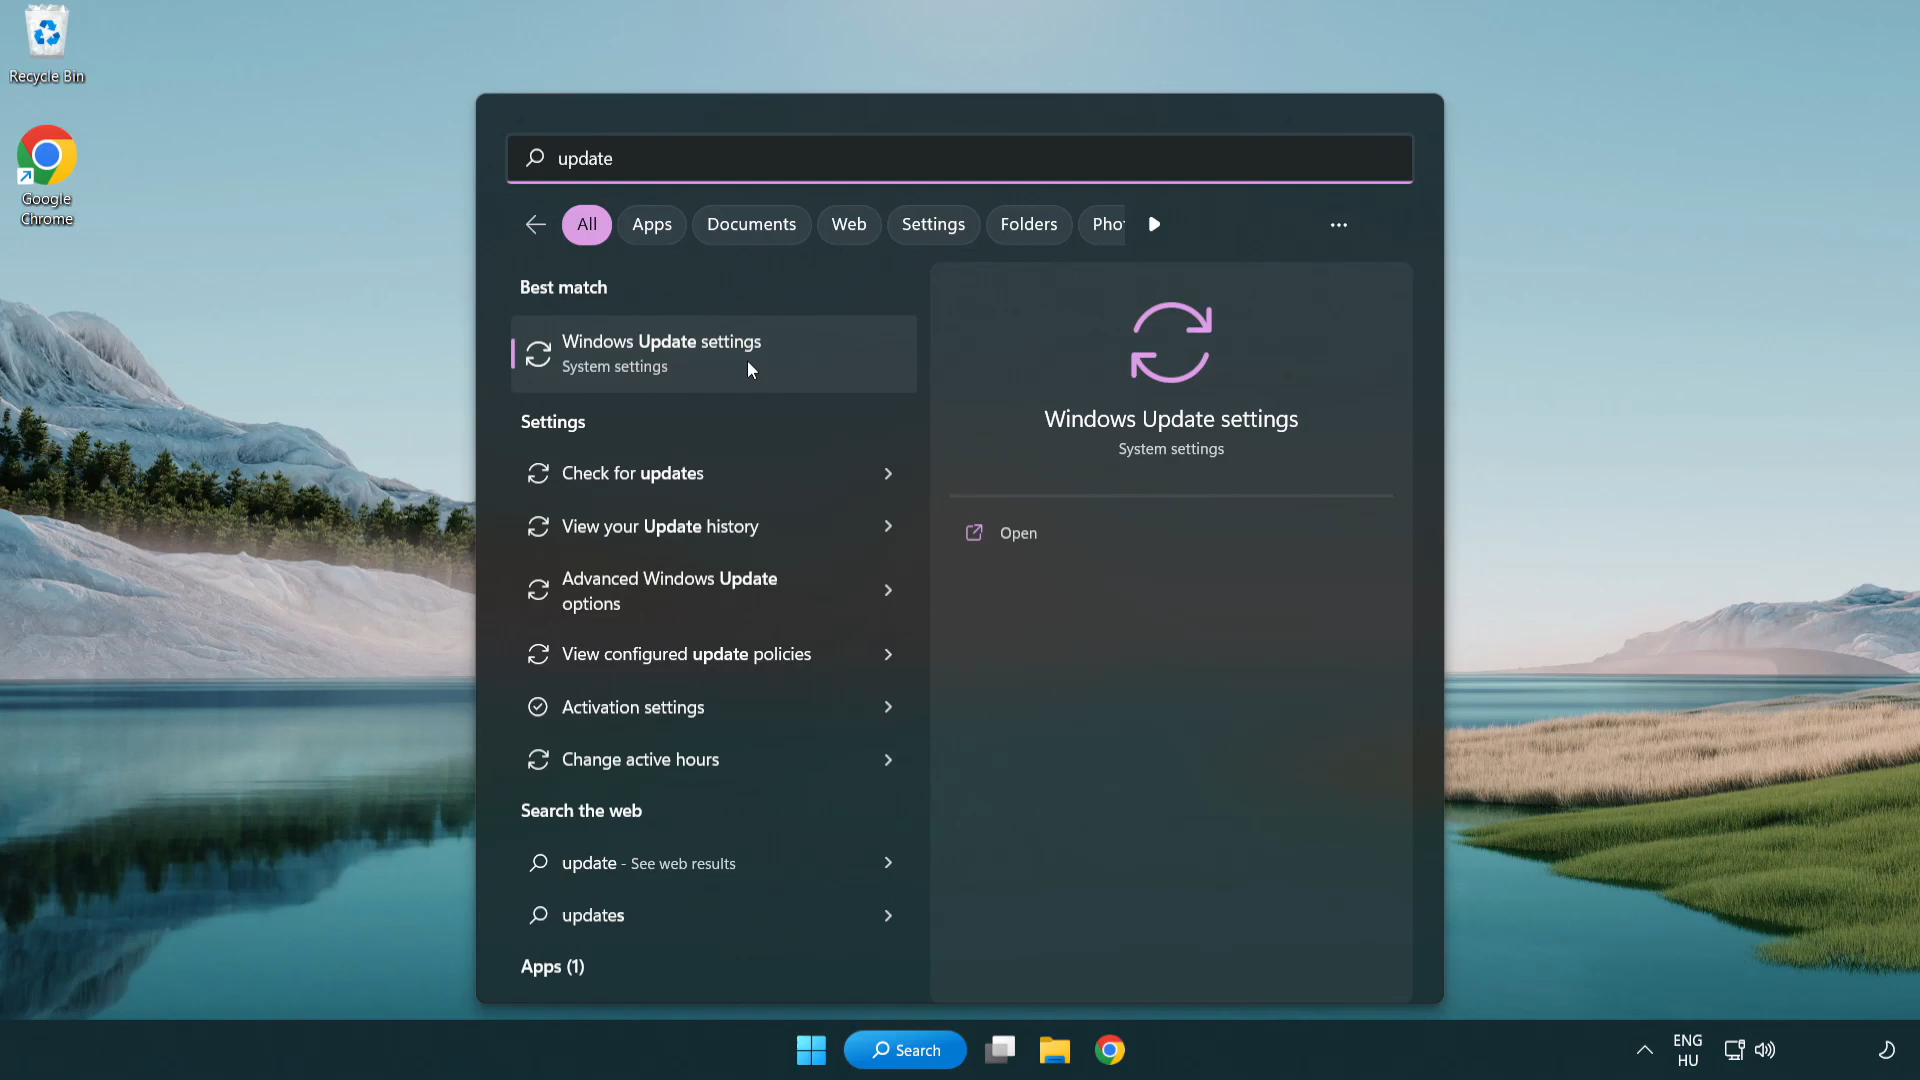 Recycle Bin
Google
Chrome
update
All
Apps
Documents
Web
Settings
Folders
Pho
Best match
Windows Update settings
System settings
Settings
Check for updates
View your Update history
Advanced Windows Update
options
View configured update policies
Activation settings
Change active hours
Search the web
update - See web results
updates
Apps (1)
Windows Update settings
System settings
Open
Search
ENG
HU